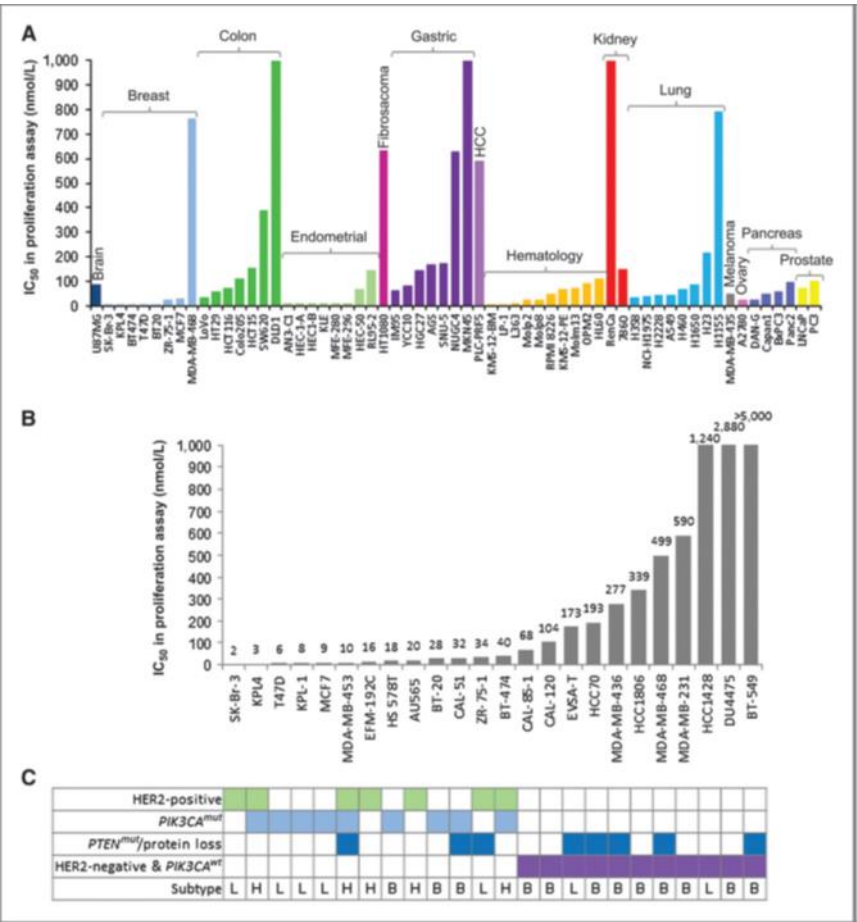 A
Colon
Gastric
Kidney
Breast
Fibrosacoma
HCC
Lung
Brain
Endometrial
Hematology
Melanoma
Ovary
Pancreas
Prostate
IC50 in proliferation assay (nmol/L)
1,000
900
800
700
600
500
400
300
200
100
0
U87MG
SK-Br-3
KPL4
BT474
T47D
BT20
ZR-75-1
MCF7
MDA-MB-468
LoVo
HT29
HCT116
Colo205
HCT15
SW620
DLD1
AN3-C1
HEC-1-A
HEC1-B
KLE
MFE-280
MFE-296
HEC-50
RL95-2
HT1080
IM95
YCC10
HGC27
AGS
SNU-5
NUGC4
MKN45
PLC-PRF5
KMS-12-BM
LP-1
L363
Molp2
Molp8
RPMI 8226
KMS-12-PE
Molm13
OPM2
HL60
RenCa
786O
H358
NCI-H1975
H2228
A549
H460
H1650
H23
H1155
MDA-MB-435
A2780
DAN-G
Capan1
BxPC3
Panc2
LNCaP
PC3
B
IC50 in proliferation assay (nmol/L)
1,000
900
800
700
600
500
400
300
200
100
0
2 3 6 8 9 10 16 18 20 28 32 34 40 68 104 173 193 277 339 499 590 1,240 2,880 >5,000
SK-Br-3
KPL4
T47D
KPL-1
MCF7
MDA-MB-453
EFM-192C
HS 578T
AU565
BT-20
CAL-51
ZR-75-1
BT-474
CAL-85-1
CAL-120
EVSA-T
HCC70
MDA-MB-436
HCC1806
MDA-MB-468
MDA-MB-231
HCC1428
DU4475
BT-549
C
HER2-positive
PIK3CAmut
PTENmut/protein loss
HER2-negative & PIK3CAwt
Subtype L H L L L H H B H B B L H B B L B B B B B L B B